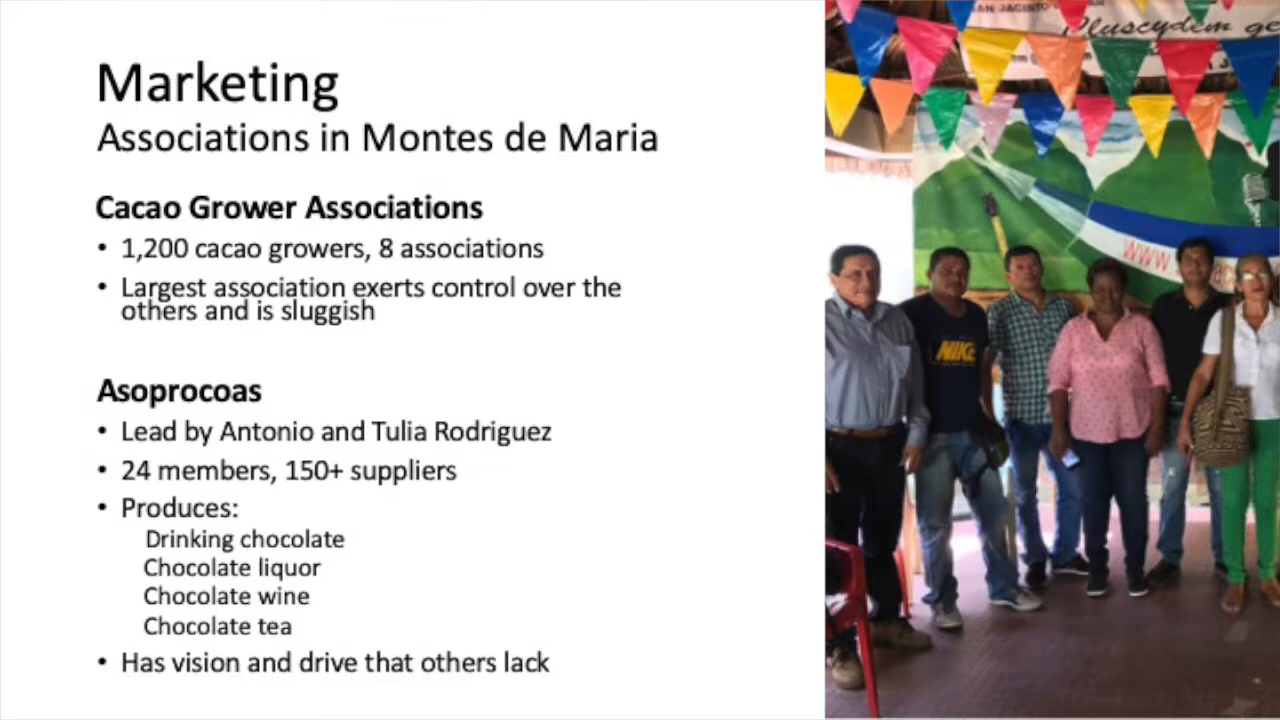 Marketing
Associations in Montes de Maria
Cacao Grower Associations
• 1,200 cacao growers, 8 associations
• Largest association exerts control over the
others and is sluggish
Asoprocoas
• Lead by Antonio and Tulia Rodriguez
• 24 members, 150+ suppliers
• Produces:
Drinking chocolate
Chocolate liquor
Chocolate wine
Chocolate tea
• Has vision and drive that others lack
JACINTO
WWW
NIKE